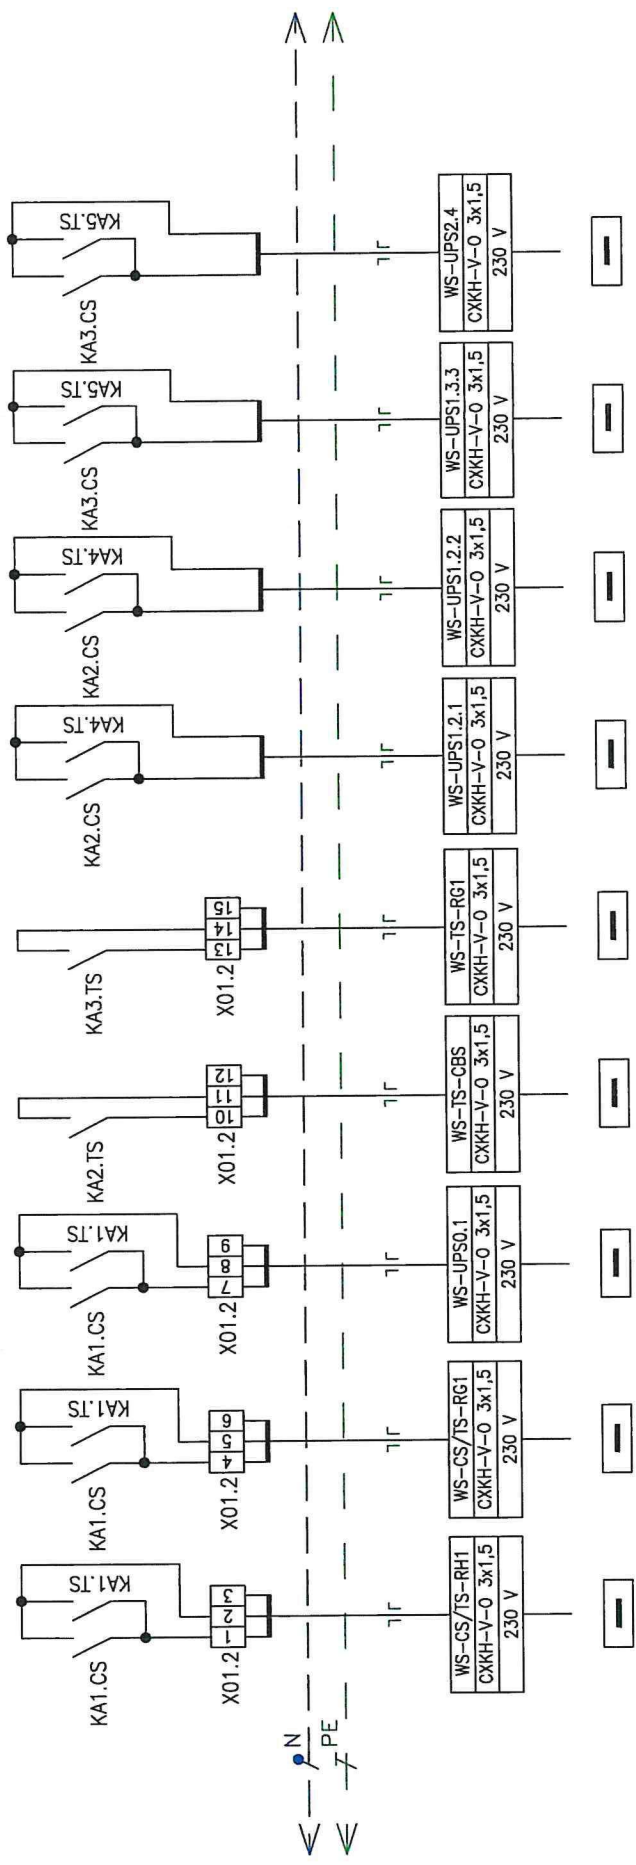 KA5.TS
KA3.CS
WS-UPS2.4
CXKH-V-O 3x1,5
230 V
KA5.TS
KA3.CS
WS-UPS1.3.3
CXKH-V-O 3x1,5
230 V
KA4.TS
KA2.CS
WS-UPS1.2.2
CXKH-V-O 3x1,5
230 V
KA4.TS
KA2.CS
WS-UPS1.2.1
CXKH-V-O 3x1,5
230 V
KA3.TS
X01.2
13 14 15
WS-TS-RG1
CXKH-V-O 3x1,5
230 V
KA2.TS
X01.2
10 11 12
WS-TS-CBS
CXKH-V-O 3x1,5
230 V
KA1.TS
KA1.CS
X01.2
7 8 9
WS-UPS0.1
CXKH-V-O 3x1,5
230 V
KA1.TS
KA1.CS
X01.2
4 5 6
WS-CS/TS-RG1
CXKH-V-O 3x1,5
230 V
KA1.TS
KA1.CS
X01.2
1 2 3
WS-CS/TS-RH1
CXKH-V-O 3x1,5
230 V
N
PE